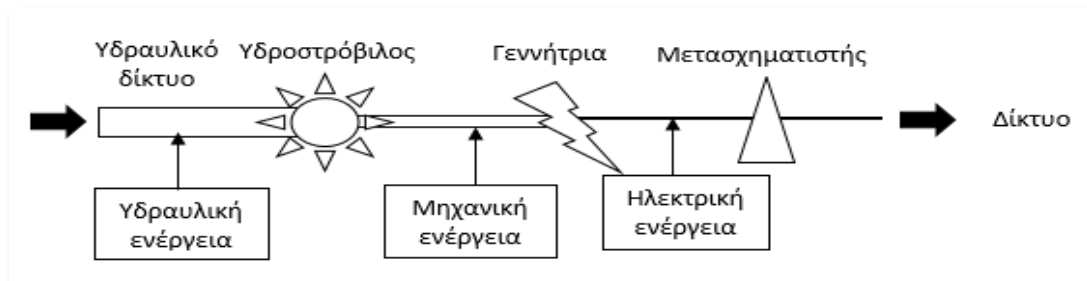 Υδραυλικό
δίκτυο
Υδροστρόβιλος
Γεννήτρια
Μετασχηματιστής
Δίκτυο
Υδραυλική
ενέργεια
Μηχανική
ενέργεια
Ηλεκτρική
ενέργεια